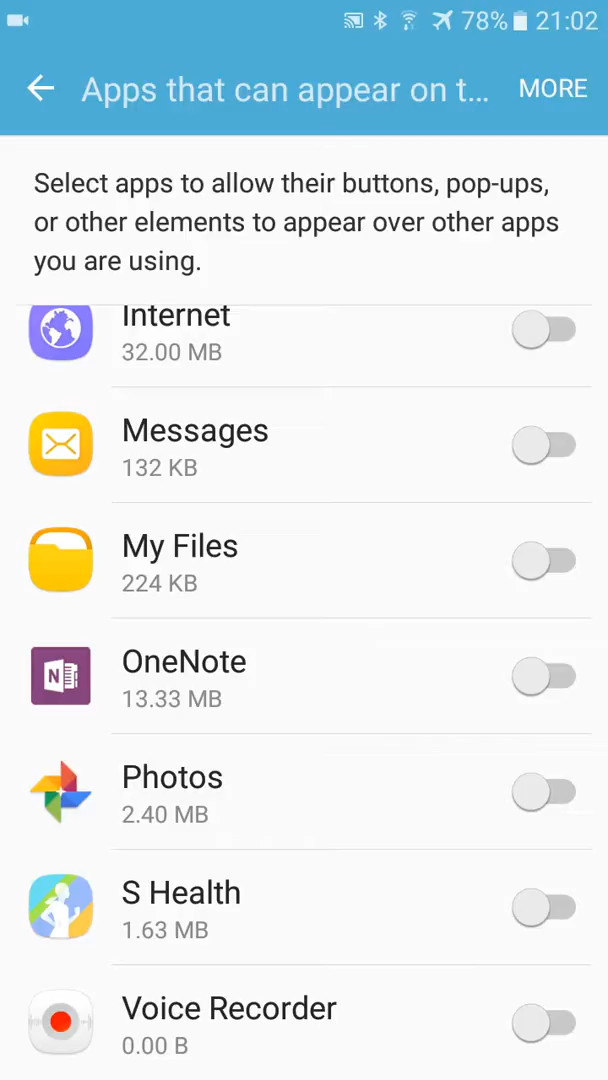 78% 21:02
Apps that can appear on t... MORE
Select apps to allow their buttons, pop-ups,
or other elements to appear over other apps
you are using.
Internet
32.00 MB
Messages
132 KB
My Files
224 KB
OneNote
13.33 MB
Photos
2.40 MB
S Health
1.63 MB
Voice Recorder
0.00 B